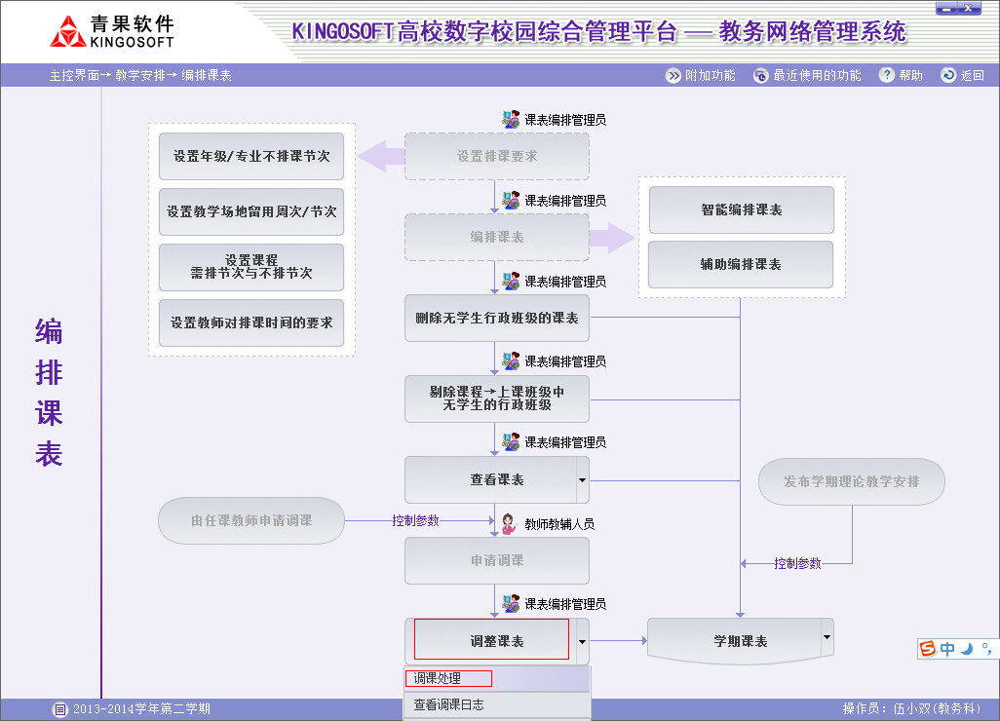 青果软件
KINGOSOFT
KINGOSOFT高校数字校园综合管理平台 — 教务网络管理系统
主控界面→ 教学安排→ 编排课表
附加功能
最近使用的功能
帮助
返回
编排课表
课表编排管理员
设置排课要求
设置年级/专业不排课节次
设置教学场地留用周次/节次
设置课程
需排节次与不排节次
设置教师对排课时间的要求
课表编排管理员
编排课表
智能编排课表
辅助编排课表
课表编排管理员
删除无学生行政班级的课表
课表编排管理员
剔除课程→上课班级中
无学生的行政班级
课表编排管理员
查看课表
发布学期理论教学安排
由任课教师申请调课
控制参数
教师教辅人员
申请调课
控制参数
课表编排管理员
调整课表
学期课表
调课处理
查看调课日志
中
2013-2014学年第二学期
操作员: 伍小双(教务科)